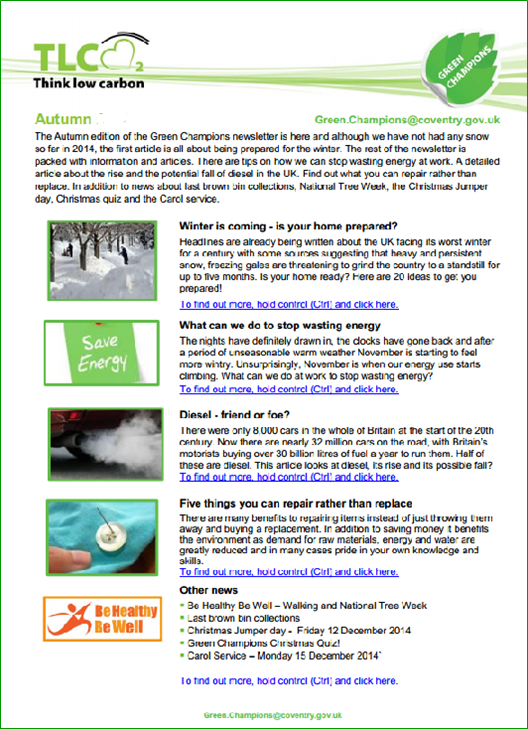 TLCO2
Think low carbon
GREEN
CHAMPIONS
Autumn
Green.Champions@coventry.gov.uk
The Autumn edition of the Green Champions newsletter is here and although we have not had any snow
so far in 2014, the first article is all about being prepared for the winter. The rest of the newsletter is
packed with information and articles. There are tips on how we can stop wasting energy at work. A detailed
article about the rise and the potential fall of diesel in the UK. Find out what you can repair rather than
replace. In addition to news about last brown bin collections, National Tree Week, the Christmas Jumper
day, Christmas quiz and the Carol service.
Winter is coming - is your home prepared?
Headlines are already being written about the UK facing its worst winter
for a century with some sources suggesting that heavy and persistent
snow, freezing gales are threatening to grind the country to a standstill for
up to five months. Is your home ready? Here are 20 ideas to get you
prepared!
To find out more, hold control (Ctrl) and click here.
Save
Energy
What can we do to stop wasting energy
The nights have definitely drawn in, the clocks have gone back and after
a period of unseasonable warm weather November is starting to feel
more wintry. Unsurprisingly, November is when our energy use starts
climbing. What can we do at work to stop wasting energy?
To find out more, hold control (Ctrl) and click here.
Diesel - friend or foe?
There were only 8,000 cars in the whole of Britain at the start of the 20th
century. Now there are nearly 32 million cars on the road, with Britain's
motorists buying over 30 billion litres of fuel a year to run them. Half of
these are diesel. This article looks at diesel, its rise and its possible fall?
To find out more, hold control (Ctrl) and click here.
Five things you can repair rather than replace
There are many benefits to repairing items instead of just throwing them
away and buying a replacement. In addition to saving money it benefits
the environment as demand for raw materials, energy and water are
greatly reduced and in many cases pride in your own knowledge and
skills.
To find out more, hold control (Ctrl) and click here.
Be Healthy
Be Well
Other news
• Be Healthy Be Well – Walking and National Tree Week
• Last brown bin collections
• Christmas Jumper day - Friday 12 December 2014
• Green Champions Christmas Quiz!
• Carol Service – Monday 15 December 2014`
To find out more, hold control (Ctrl) and click here.
Green.Champions@coventry.gov.uk